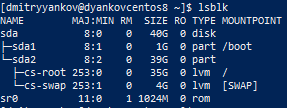 [dmitryyankov@dyankovcentos8 ~]$ lsblk
NAME        MAJ:MIN RM  SIZE RO TYPE MOUNTPOINT
sda           8:0    0   40G  0 disk
├─sda1        8:1    0    1G  0 part /boot
└─sda2        8:2    0   39G  0 part
  ├─cs-root 253:0    0   35G  0 lvm  /
  └─cs-swap 253:1    0    4G  0 lvm  [SWAP]
sr0          11:0    1 1024M  0 rom